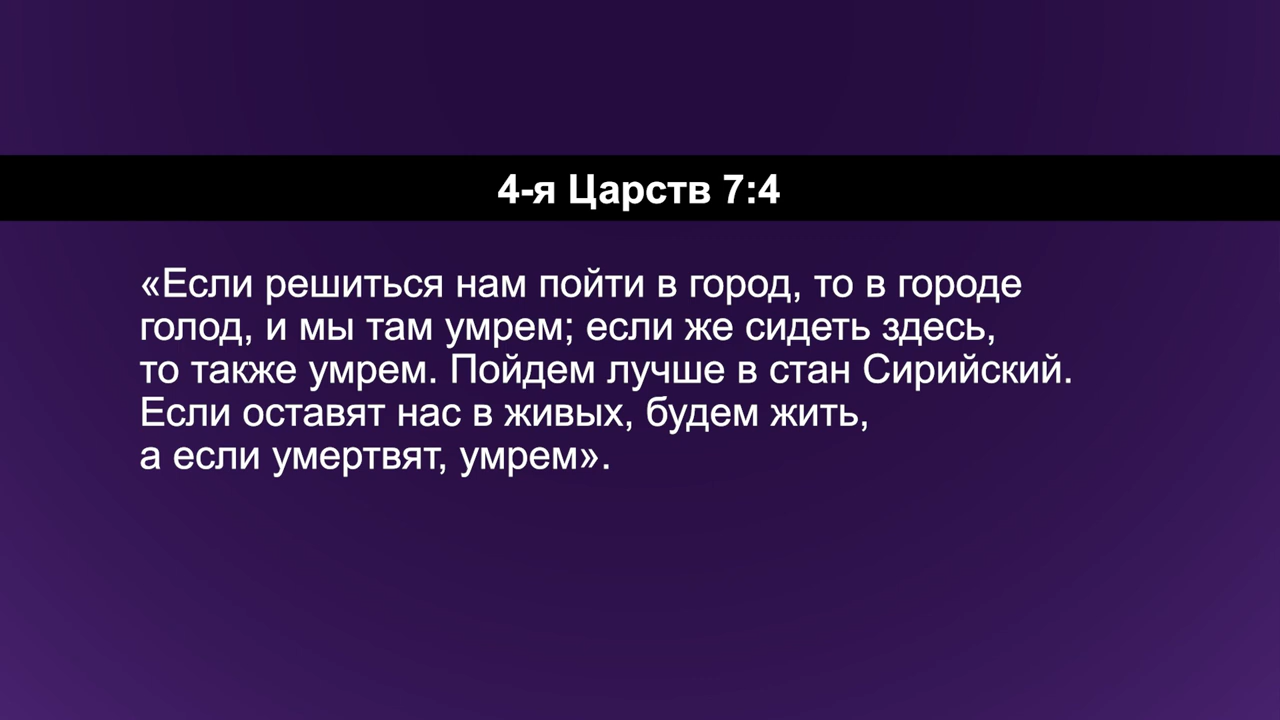 4-я Царств 7:4
«Если решиться нам пойти в город, то в городе
голод, и мы там умрем; если же сидеть здесь,
то также умрем. Пойдем лучше в стан Сирийский.
Если оставят нас в живых, будем жить,
а если умертвят, умрем».